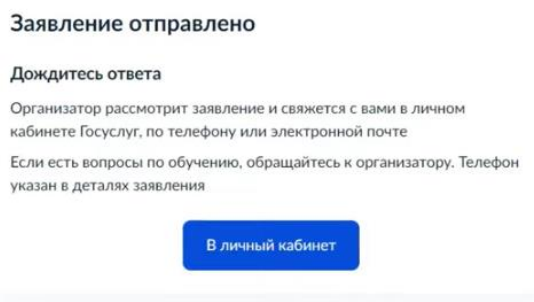 Заявление отправлено
Дождитесь ответа
Организатор рассмотрит заявление и свяжется с вами в личном
кабинете Госуслуг, по телефону или электронной почте
Если есть вопросы по обучению, обращайтесь к организатору. Телефон
указан в деталях заявления
В личный кабинет